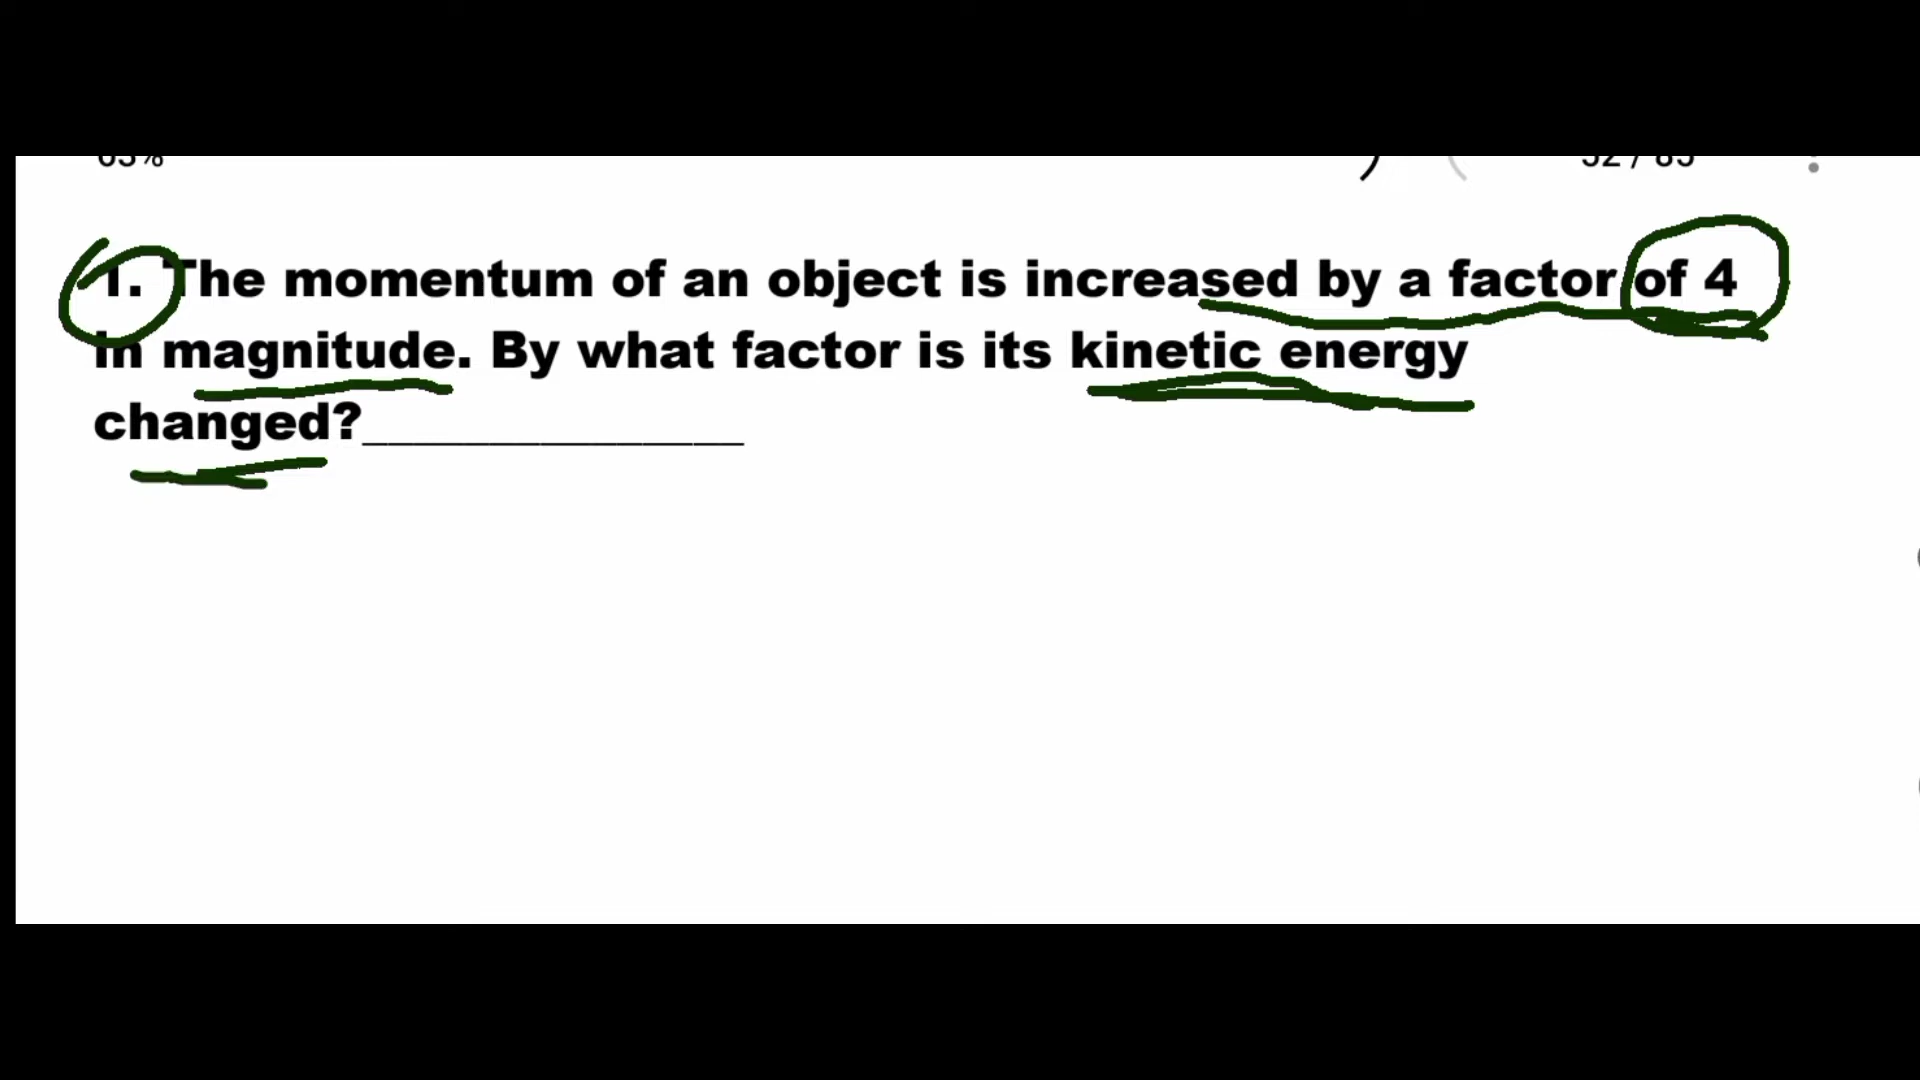 1. The momentum of an object is increased by a factor of 4
in magnitude. By what factor is its kinetic energy
changed?_______________